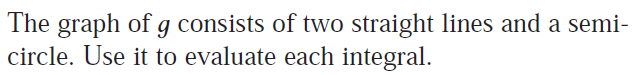 The graph of g consists of two straight lines and a semi-
circle. Use it to evaluate each integral.